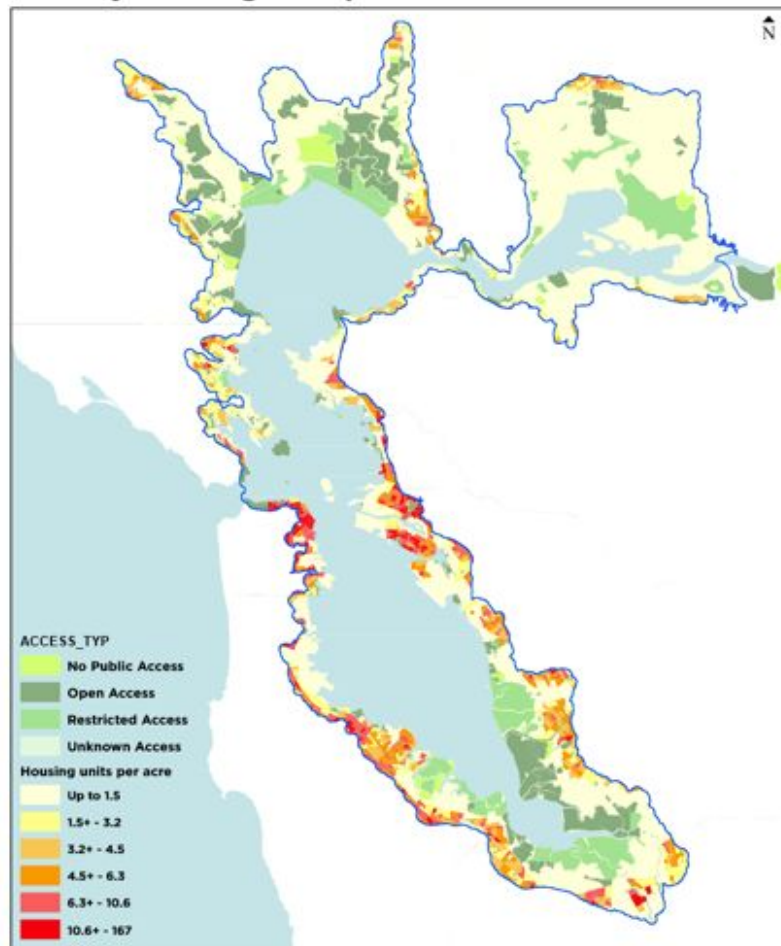 N
ACCESS_TYP
No Public Access
Open Access
Restricted Access
Unknown Access
Housing units per acre
Up to 1.5
1.5+ - 3.2
3.2+ - 4.5
4.5+ - 6.3
6.3+ - 10.6
10.6+ - 167